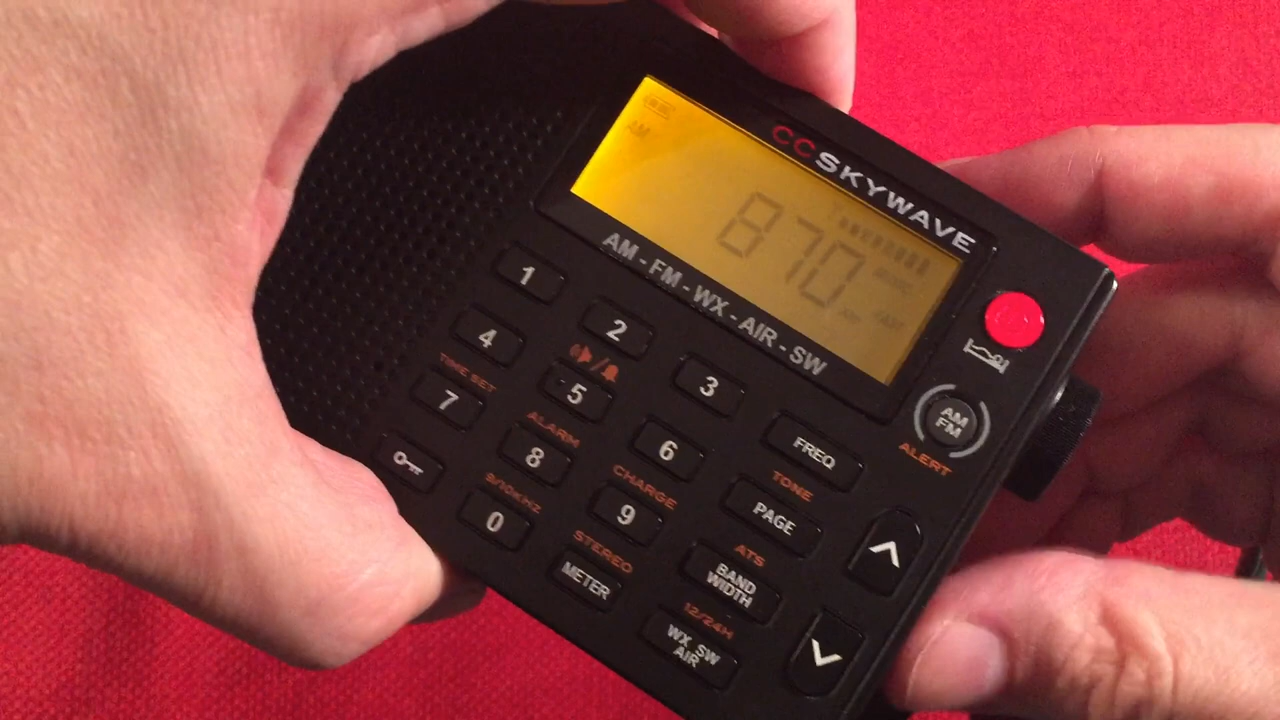 CCSKYWAVE
AM
870
AM - FM - WX - AIR - SW
1
2
3
FREQ
AM
FM
ALERT
4
5
6
TONE
PAGE
TIME SET
7
ALARM
8
CHARGE
9
ATS
BAND
WIDTH
9/10kHZ
0
STEREO
METER
12/24H
WX SW
AIR